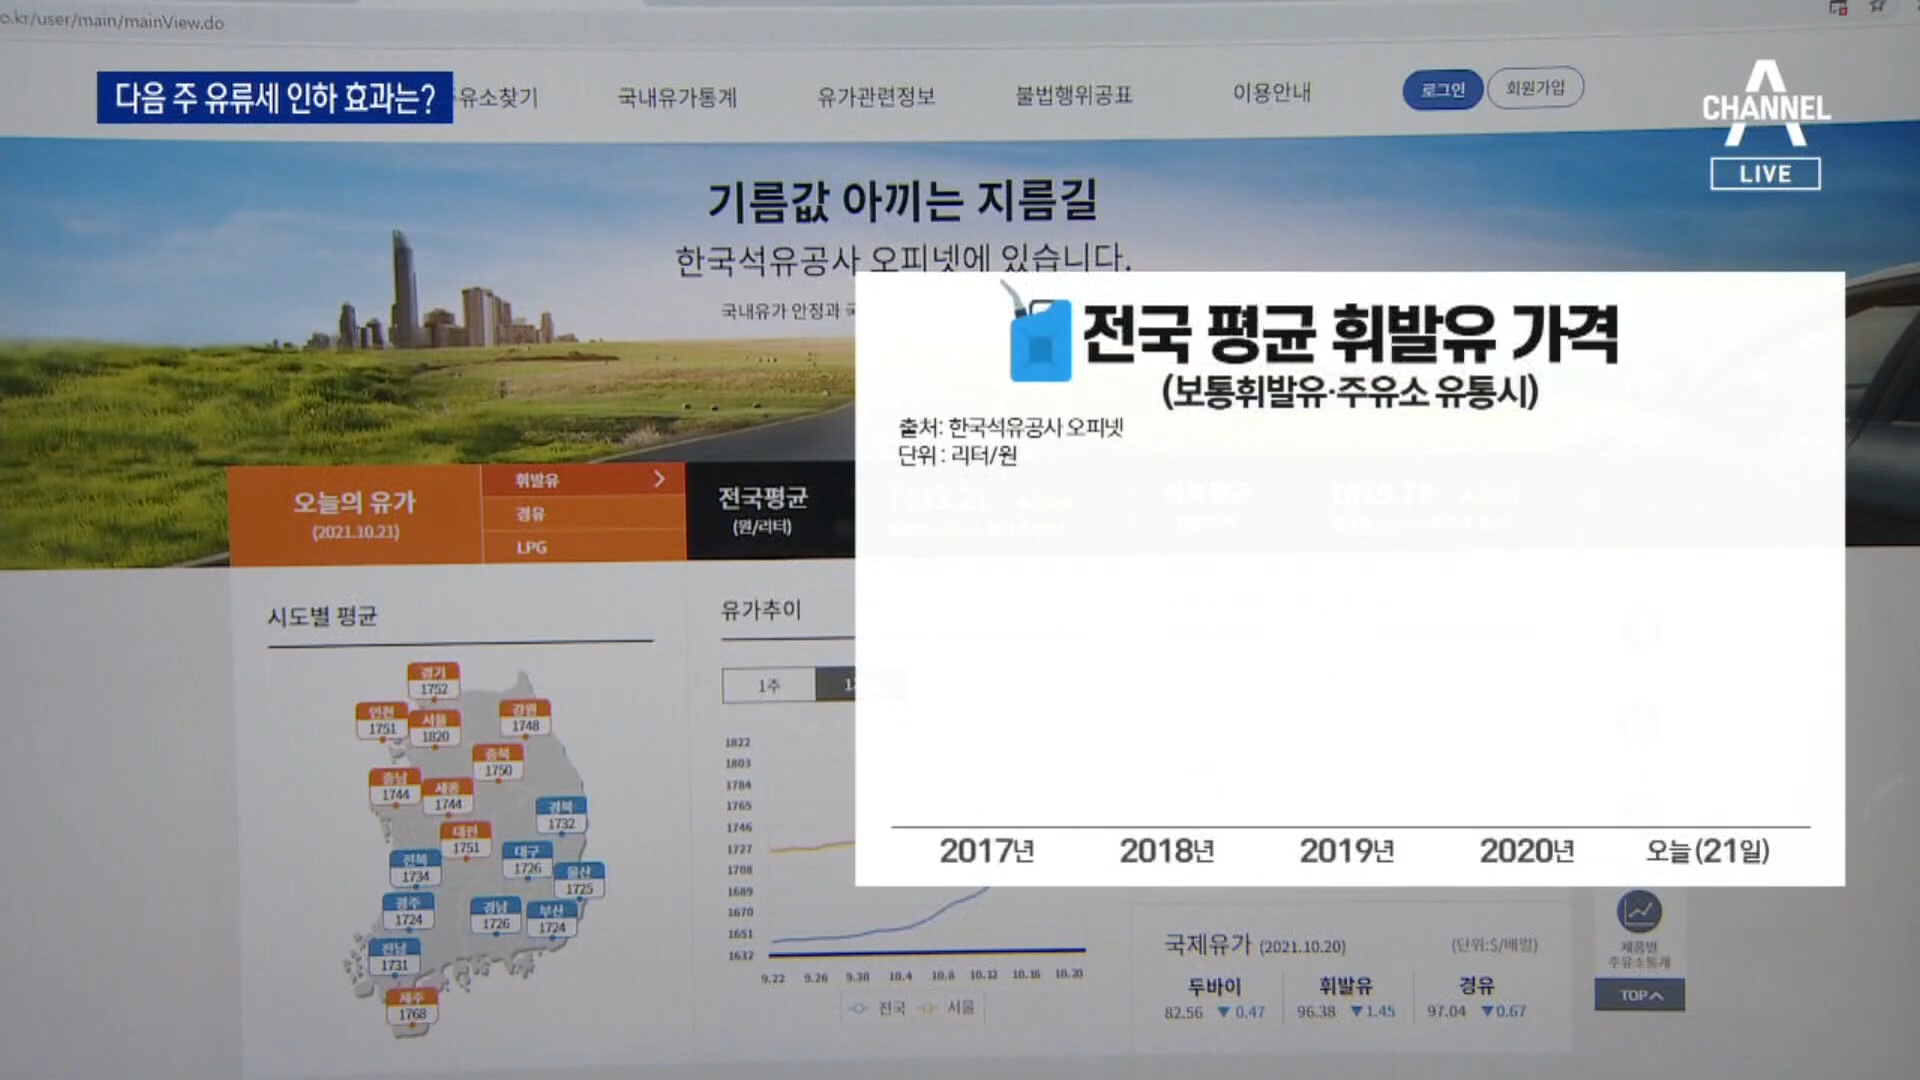 o.kr/user/main/mainView.do
다음 주 유류세 인하 효과는?
유소찾기
국내유가통계
유가관련정보
불법행위공표
이용안내
로그인
회원가입
CHANNEL A
LIVE
기름값 아끼는 지름길
한국석유공사 오피넷에 있습니다.
국내유가 안정과
전국 평균 휘발유 가격
(보통휘발유·주유소 유통시)
출처: 한국석유공사 오피넷
단위 : 리터/원
2017년
2018년
2019년
2020년
오늘(21일)
오늘의 유가
(2021.10.21)
휘발유
경유
LPG
전국평균
(원/리터)
시도별 평균
경기
1752
인천
1751
서울
1820
강원
1748
충북
1750
충남
1744
세종
1744
경북
1732
대전
1751
전북
1734
대구
1726
울산
1725
광주
1724
경남
1726
부산
1724
전남
1731
제주
1768
유가추이
1주
1822
1803
1784
1765
1746
1727
1708
1689
1670
1651
1632
9.22 9.26 9.30 10.4 10.8 10.12 10.16 10.20
전국 서울
국제유가 (2021.10.20)
(단위:$/배럴)
두바이 휘발유 경유
82.56 ▼0.47 96.38 ▼1.45 97.04 ▼0.67
제품별
주유소통계
TOP